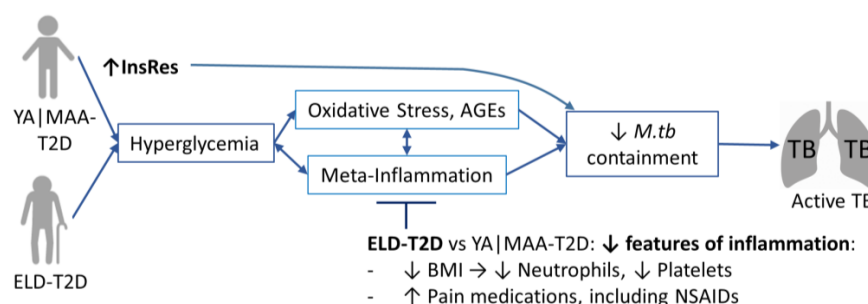 ↑InsRes
YA|MAA-
T2D
Hyperglycemia
Oxidative Stress, AGEs
Meta-Inflammation
↓ M.tb
containment
TB TB
Active TB
ELD-T2D
ELD-T2D vs YA|MAA-T2D: ↓ features of inflammation:
- ↓ BMI → ↓ Neutrophils, ↓ Platelets
- ↑ Pain medications, including NSAIDs